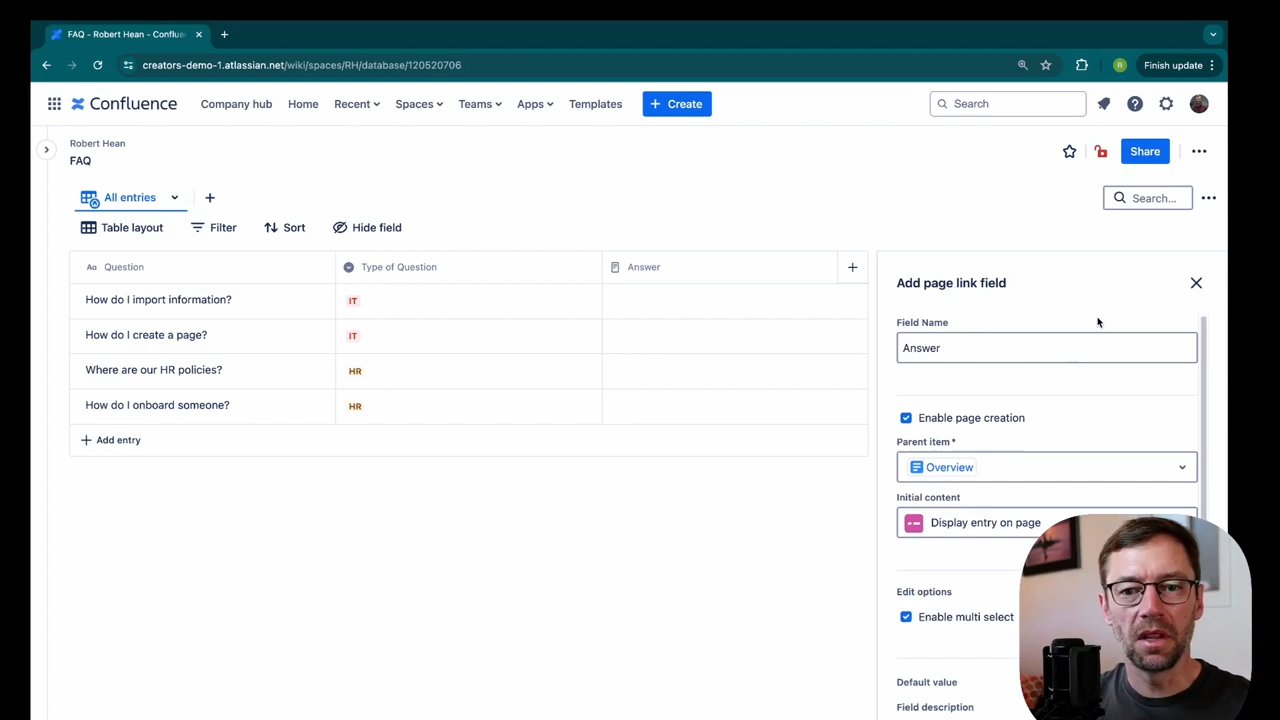 FAQ - Robert Hean - Conflue
creators-demo-1.atlassian.net/wiki/spaces/RH/database/120520706
R
Finish update
Confluence
Company hub
Home
Recent
Spaces
Teams
Apps
Templates
+ Create
Search
Robert Hean
FAQ
Share
All entries
Search...
Table layout
Filter
Sort
Hide field
Aa Question
Type of Question
Answer
How do I import information?
IT
How do I create a page?
IT
Where are our HR policies?
HR
How do I onboard someone?
HR
+ Add entry
Add page link field
Field Name
Answer
Enable page creation
Parent item*
Overview
Initial content
Display entry on page
Edit options
Enable multi select
Default value
Field description